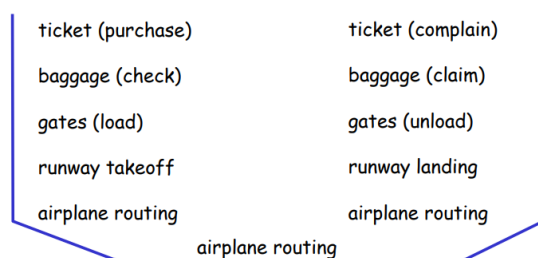 ticket (purchase)
baggage (check)
gates (load)
runway takeoff
airplane routing
ticket (complain)
baggage (claim)
gates (unload)
runway landing
airplane routing
airplane routing